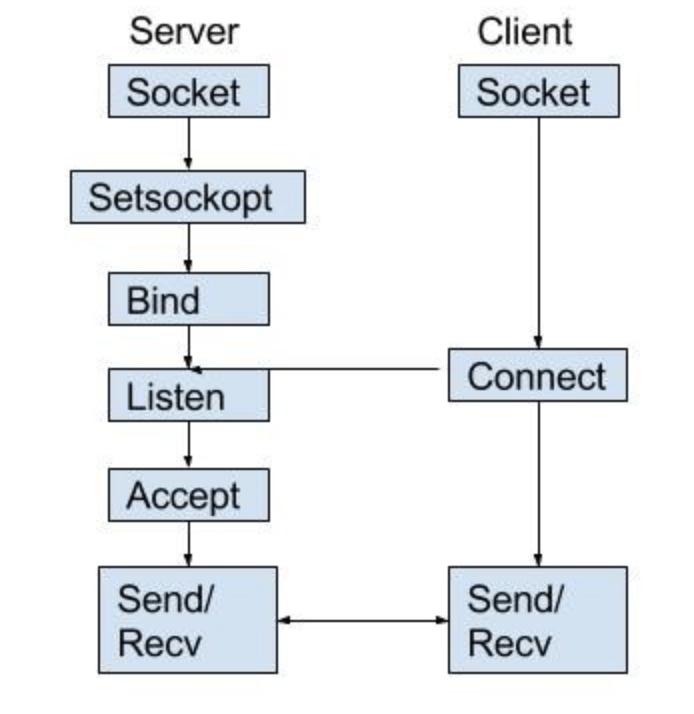 Server
Socket
Setsockopt
Bind
Listen
Accept
Send/
Recv
Client
Socket
Connect
Send/
Recv